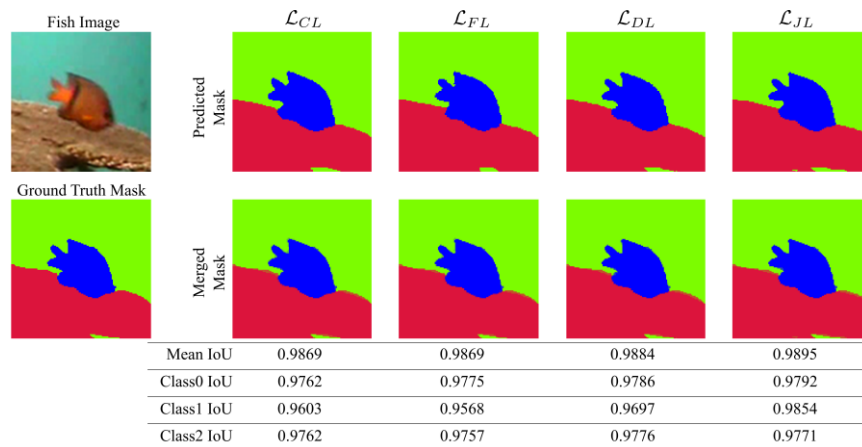 Fish Image
ℒ_CL ℒ_FL ℒ_DL ℒ_JL
Predicted
Mask
Ground Truth Mask
Merged
Mask
Mean IoU 0.9869 0.9869 0.9884 0.9895
Class0 IoU 0.9762 0.9775 0.9786 0.9792
Class1 IoU 0.9603 0.9568 0.9697 0.9854
Class2 IoU 0.9762 0.9757 0.9776 0.9771